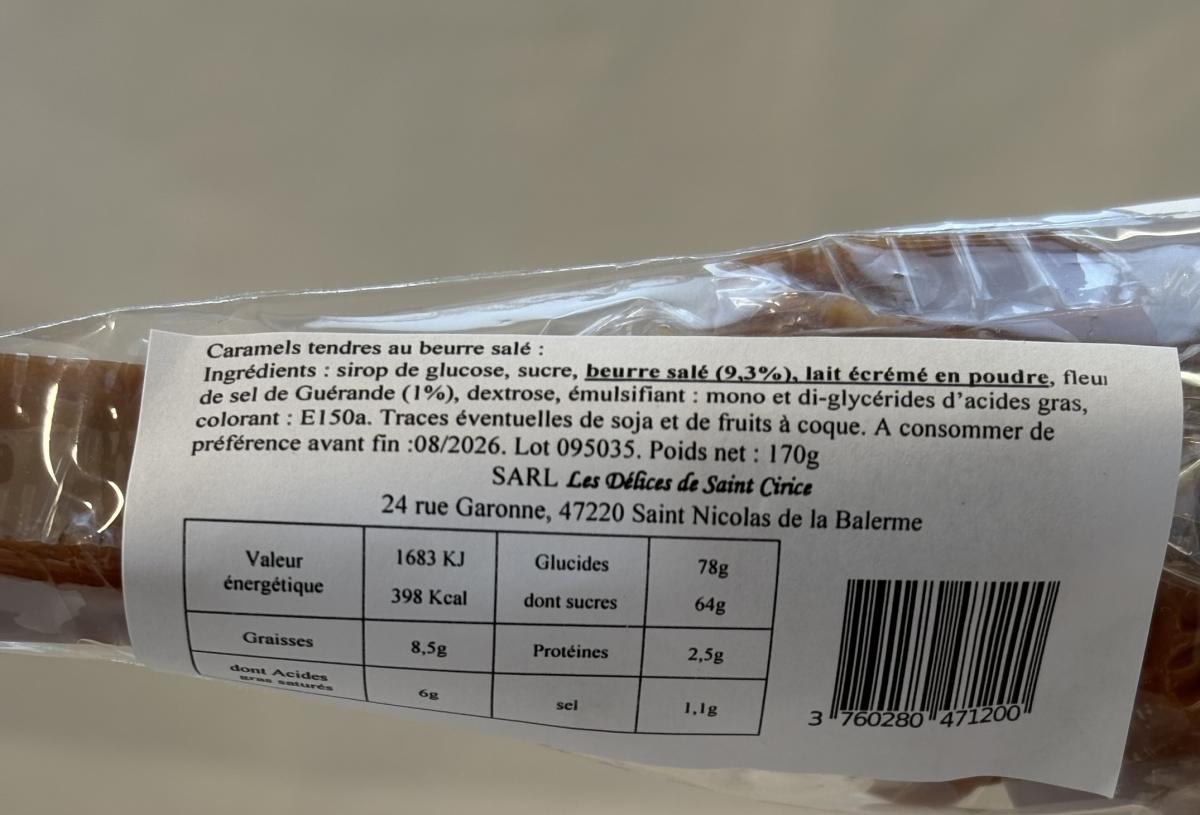 Caramels tendres au beurre salé :
Ingrédients : sirop de glucose, sucre, beurre salé (9,3%), lait écrémé en poudre, fleur
de sel de Guérande (1%), dextrose, émulsifiant : mono et di-glycérides d'acides gras,
colorant : E150a. Traces éventuelles de soja et de fruits à coque. A consommer de
préférence avant fin :08/2026. Lot 095035. Poids net : 170g
SARL Les Délices de Saint Cirice
24 rue Garonne, 47220 Saint Nicolas de la Balerme
Valeur énergétique 1683 KJ 398 Kcal Glucides 78g dont sucres 64g
Graisses 8,5g Protéines 2,5g
dont Acides gras saturés 6g sel 1,1g
3 760280 471200